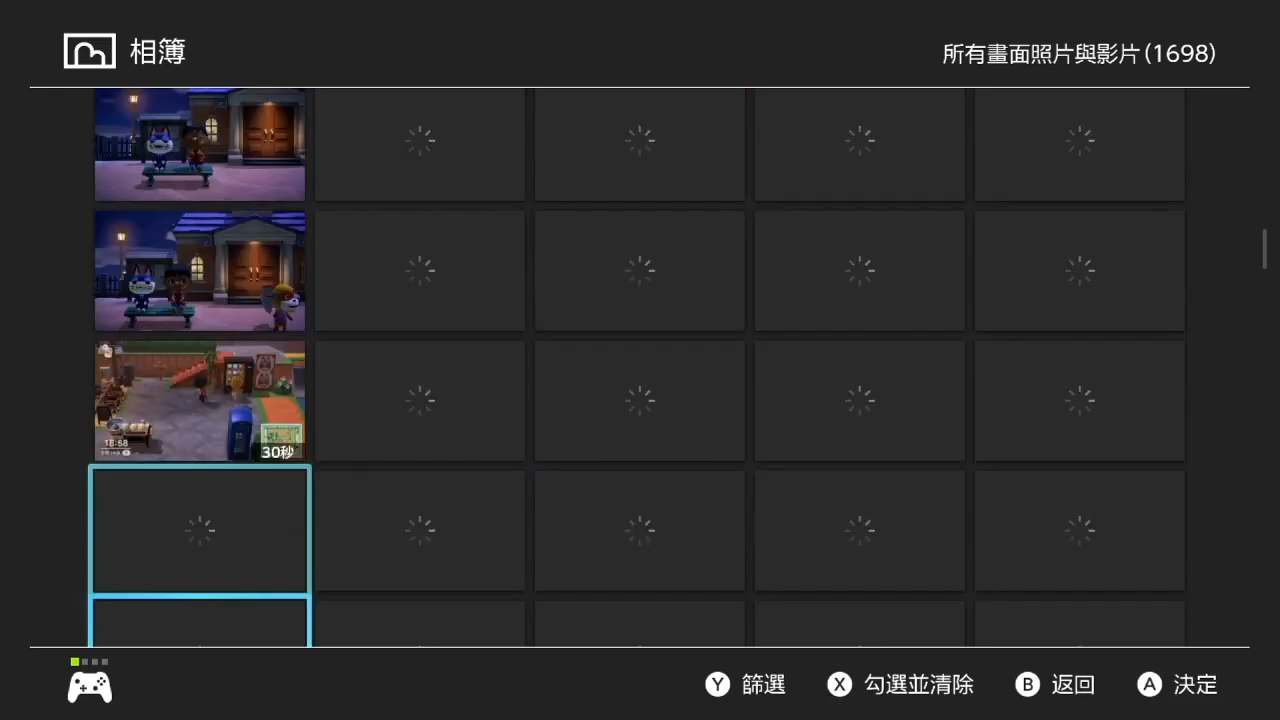 相簿
所有畫面照片與影片(1698)
18:58
30秒
Y 篩選
X 勾選並清除
B 返回
A 決定